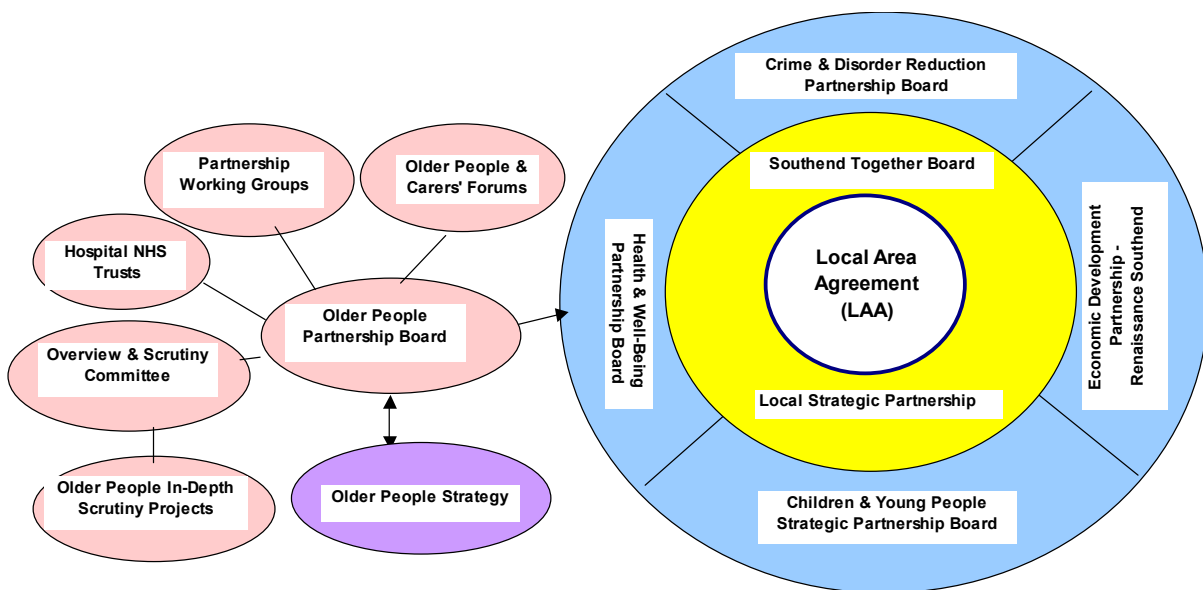 Crime & Disorder Reduction
Partnership Board
Partnership
Working Groups
Older People &
Carers' Forums
Southend Together Board
Hospital NHS
Trusts
Health & Well-Being
Partnership Board
Local Area
Agreement
(LAA)
Economic Development
Partnership -
Renaissance Southend
Older People
Partnership Board
Overview & Scrutiny
Committee
Local Strategic Partnership
Older People In-Depth
Scrutiny Projects
Older People Strategy
Children & Young People
Strategic Partnership Board